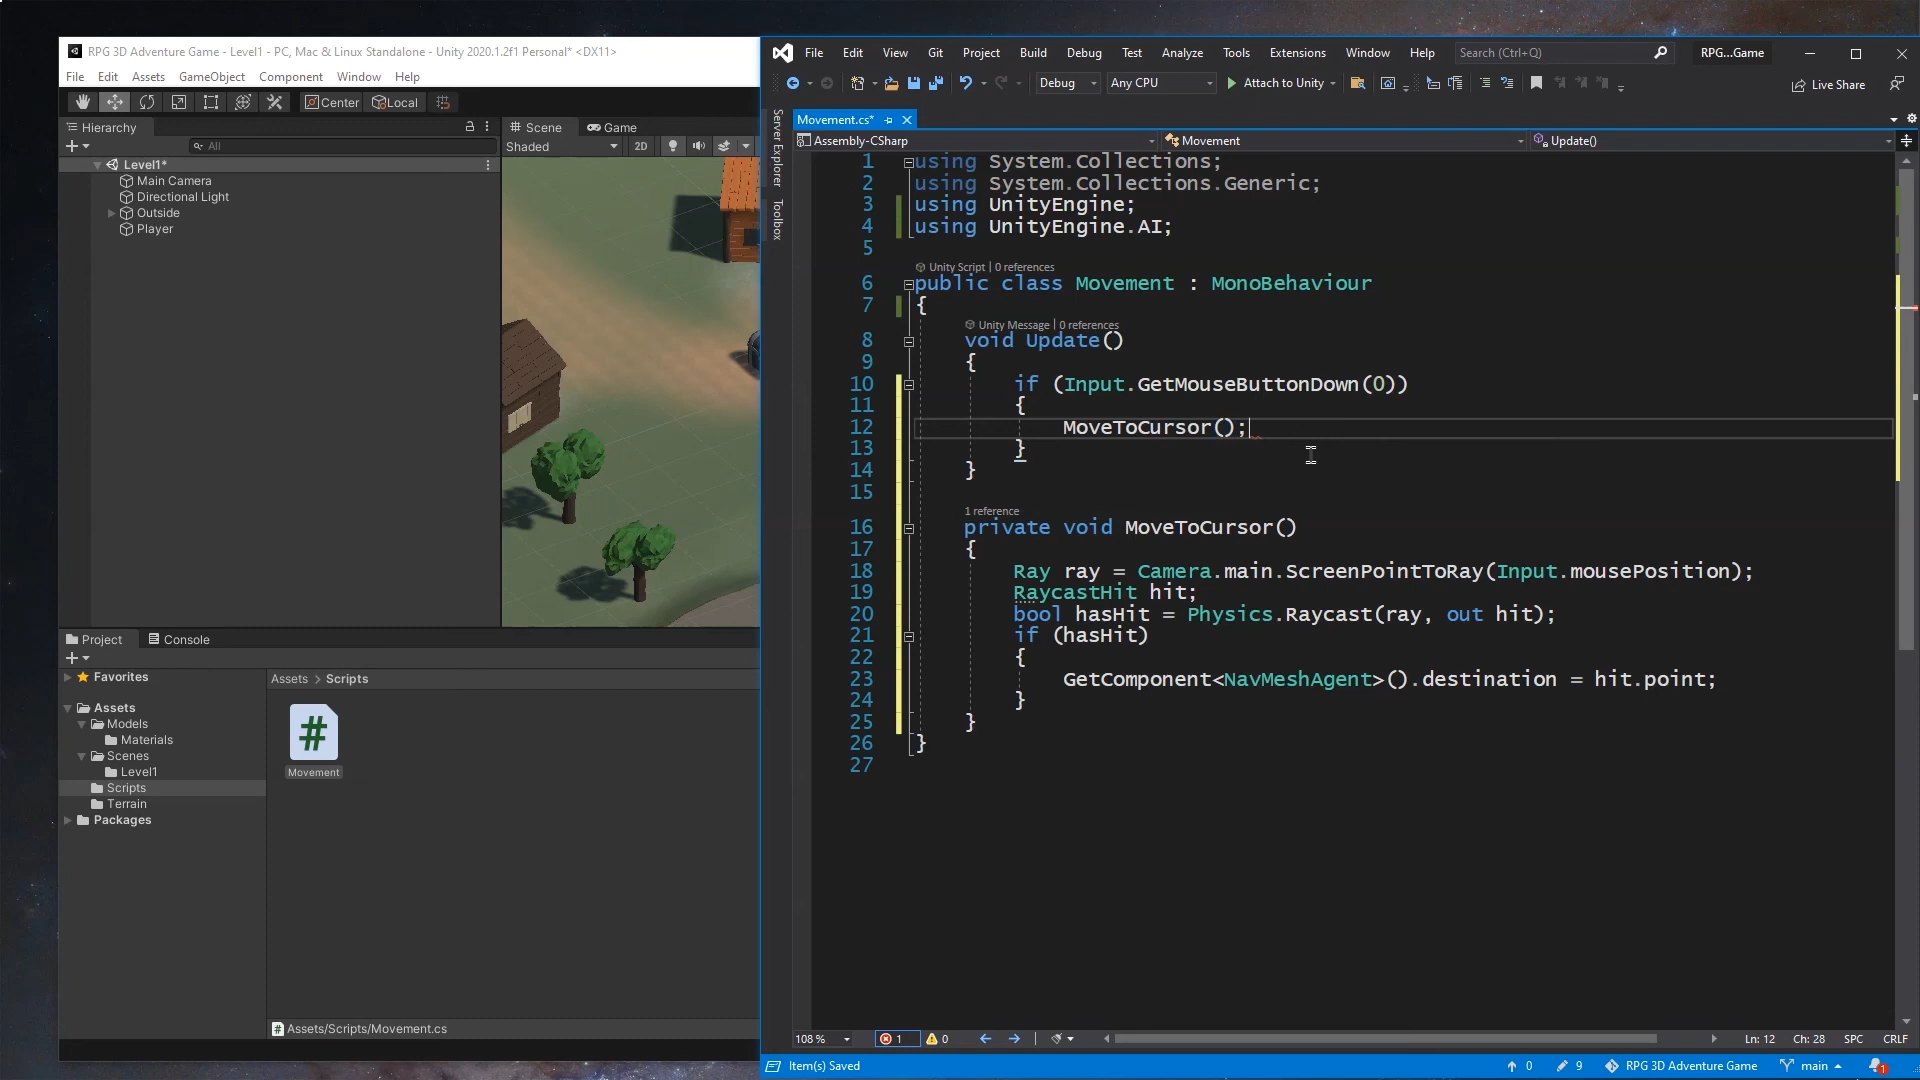 RPG 3D Adventure Game - Level1 - PC, Mac & Linux Standalone - Unity 2020.1.2f1 Personal* <DX11>
File Edit Assets GameObject Component Window Help
Center Local
Hierarchy
All
Level1*
Main Camera
Directional Light
Outside
Player
Scene Game
Shaded 2D
Project Console
Favorites
Assets
Models
Materials
Scenes
Level1
Scripts
Terrain
Packages
Assets > Scripts
#
Movement
Assets/Scripts/Movement.cs
File Edit View Git Project Build Debug Test Analyze Tools Extensions Window Help Search (Ctrl+Q) RPG...Game
Debug Any CPU Attach to Unity Live Share
Server Explorer
Toolbox
Movement.cs*
Assembly-CSharp Movement Update()
1 using System.Collections;
2 using System.Collections.Generic;
3 using UnityEngine;
4 using UnityEngine.AI;
5
Unity Script | 0 references
6 public class Movement : MonoBehaviour
7 {
Unity Message | 0 references
8 void Update()
9 {
10 if (Input.GetMouseButtonDown(0))
11 {
12 MoveToCursor();
13 }
14 }
15
1 reference
16 private void MoveToCursor()
17 {
18 Ray ray = Camera.main.ScreenPointToRay(Input.mousePosition);
19 RaycastHit hit;
20 bool hasHit = Physics.Raycast(ray, out hit);
21 if (hasHit)
22 {
23 GetComponent<NavMeshAgent>().destination = hit.point;
24 }
25 }
26 }
27
108 % 1 0 Ln: 12 Ch: 28 SPC CRLF
Item(s) Saved 0 9 RPG 3D Adventure Game main 1